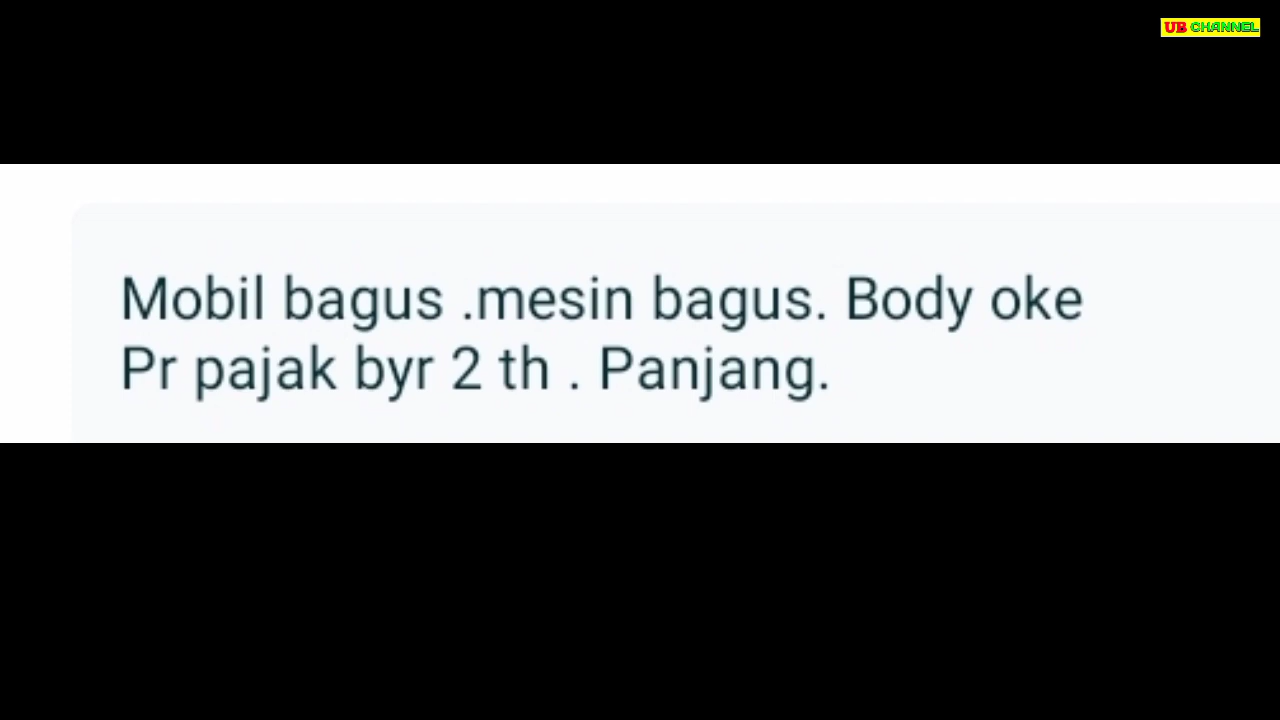 UB CHANNEL
Mobil bagus .mesin bagus. Body oke
Pr pajak byr 2 th . Panjang.